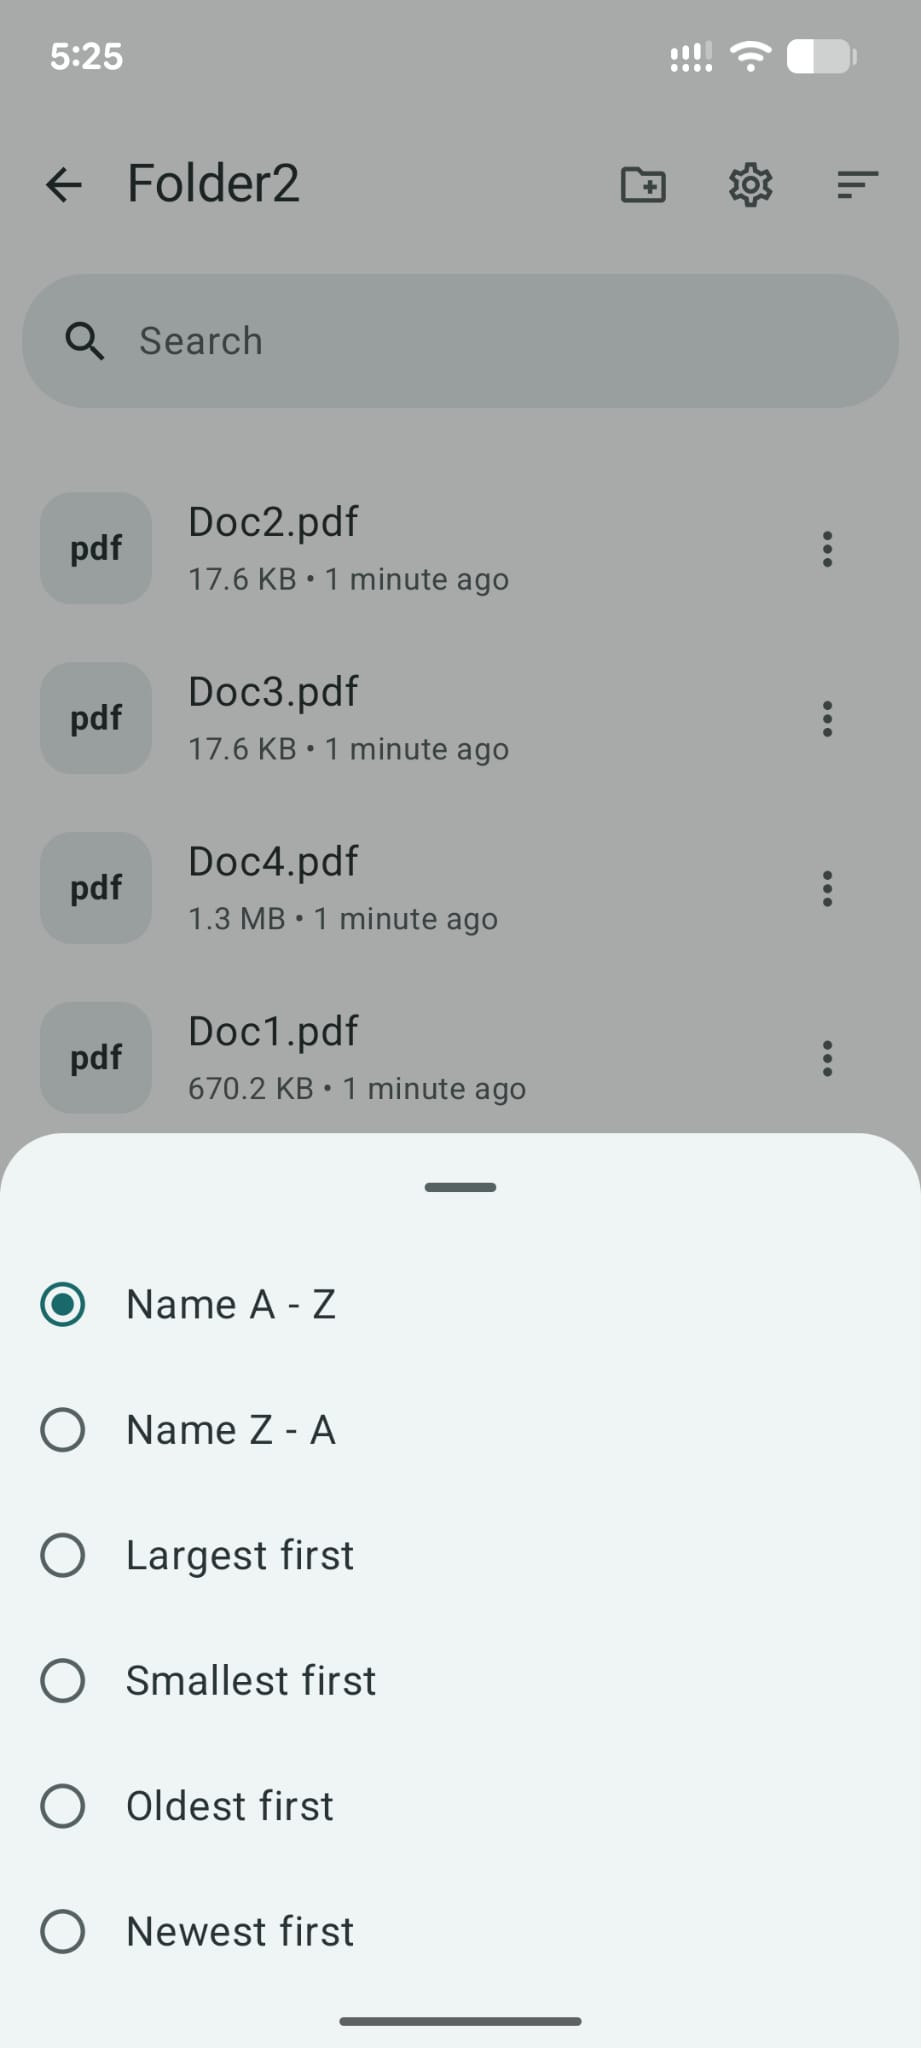 5:25
Folder2
Search
pdf
Doc2.pdf
17.6 KB • 1 minute ago
pdf
Doc3.pdf
17.6 KB • 1 minute ago
pdf
Doc4.pdf
1.3 MB • 1 minute ago
pdf
Doc1.pdf
670.2 KB • 1 minute ago
Name A - Z
Name Z - A
Largest first
Smallest first
Oldest first
Newest first